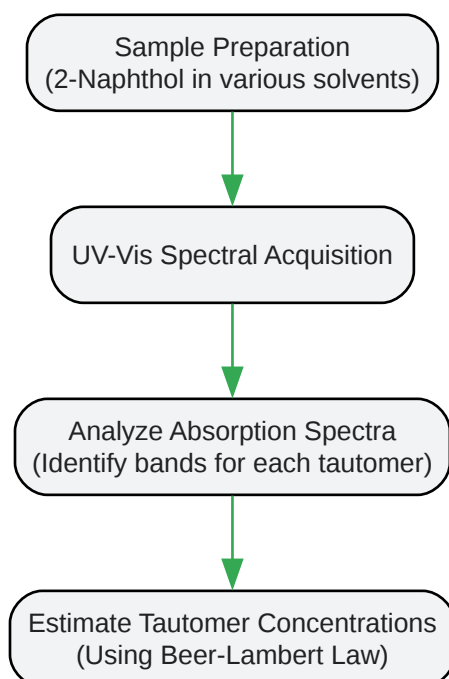 Sample Preparation
(2-Naphthol in various solvents)
UV-Vis Spectral Acquisition
Analyze Absorption Spectra
(Identify bands for each tautomer)
Estimate Tautomer Concentrations
(Using Beer-Lambert Law)